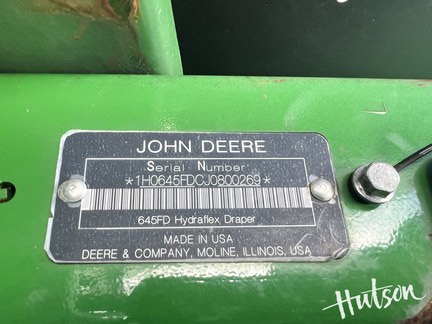 JOHN DEERE
Serial Number
*1H0645FDCJ0800269*
645FD Hydraflex Draper
MADE IN USA
DEERE & COMPANY, MOLINE, ILLINOIS, USA
Hutson